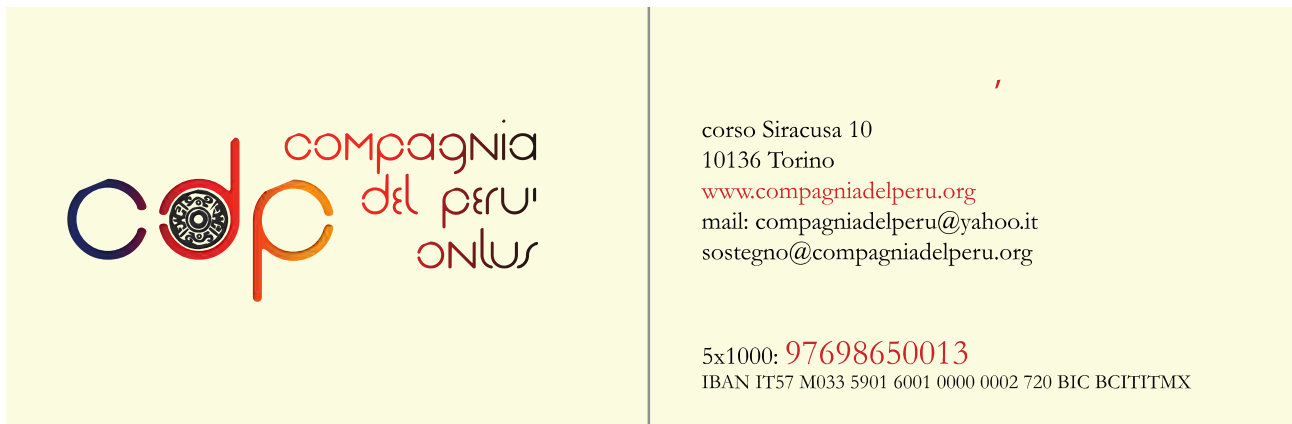 cdp
compagnia
del peru'
onlus
,
corso Siracusa 10
10136 Torino
www.compagniadelperu.org
mail: compagniadelperu@yahoo.it
sostegno@compagniadelperu.org
5x1000: 97698650013
IBAN IT57 M033 5901 6001 0000 0002 720 BIC BCITITMX